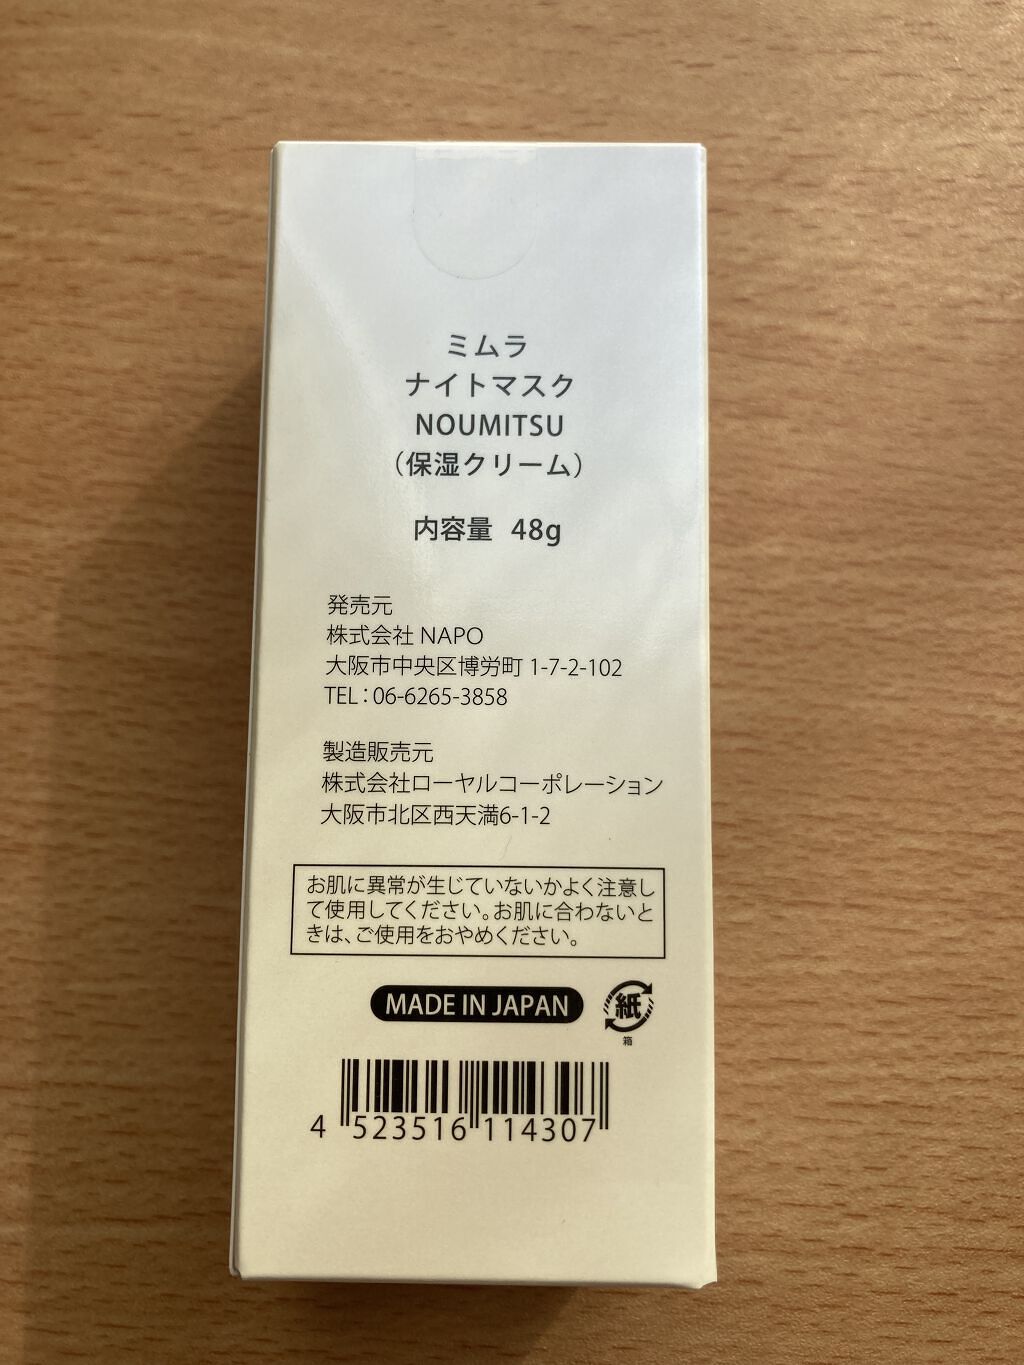 ミムラ
ナイトマスク
NOUMITSU
（保湿クリーム）
内容量 48g
発売元
株式会社 NAPO
大阪市中央区博労町 1-7-2-102
TEL：06-6265-3858
製造販売元
株式会社ローヤルコーポレーション
大阪市北区西天満6-1-2
お肌に異常が生じていないかよく注意し
て使用してください。お肌に合わないと
きは、ご使用をおやめください。
MADE IN JAPAN
紙
箱
4 523516 114307